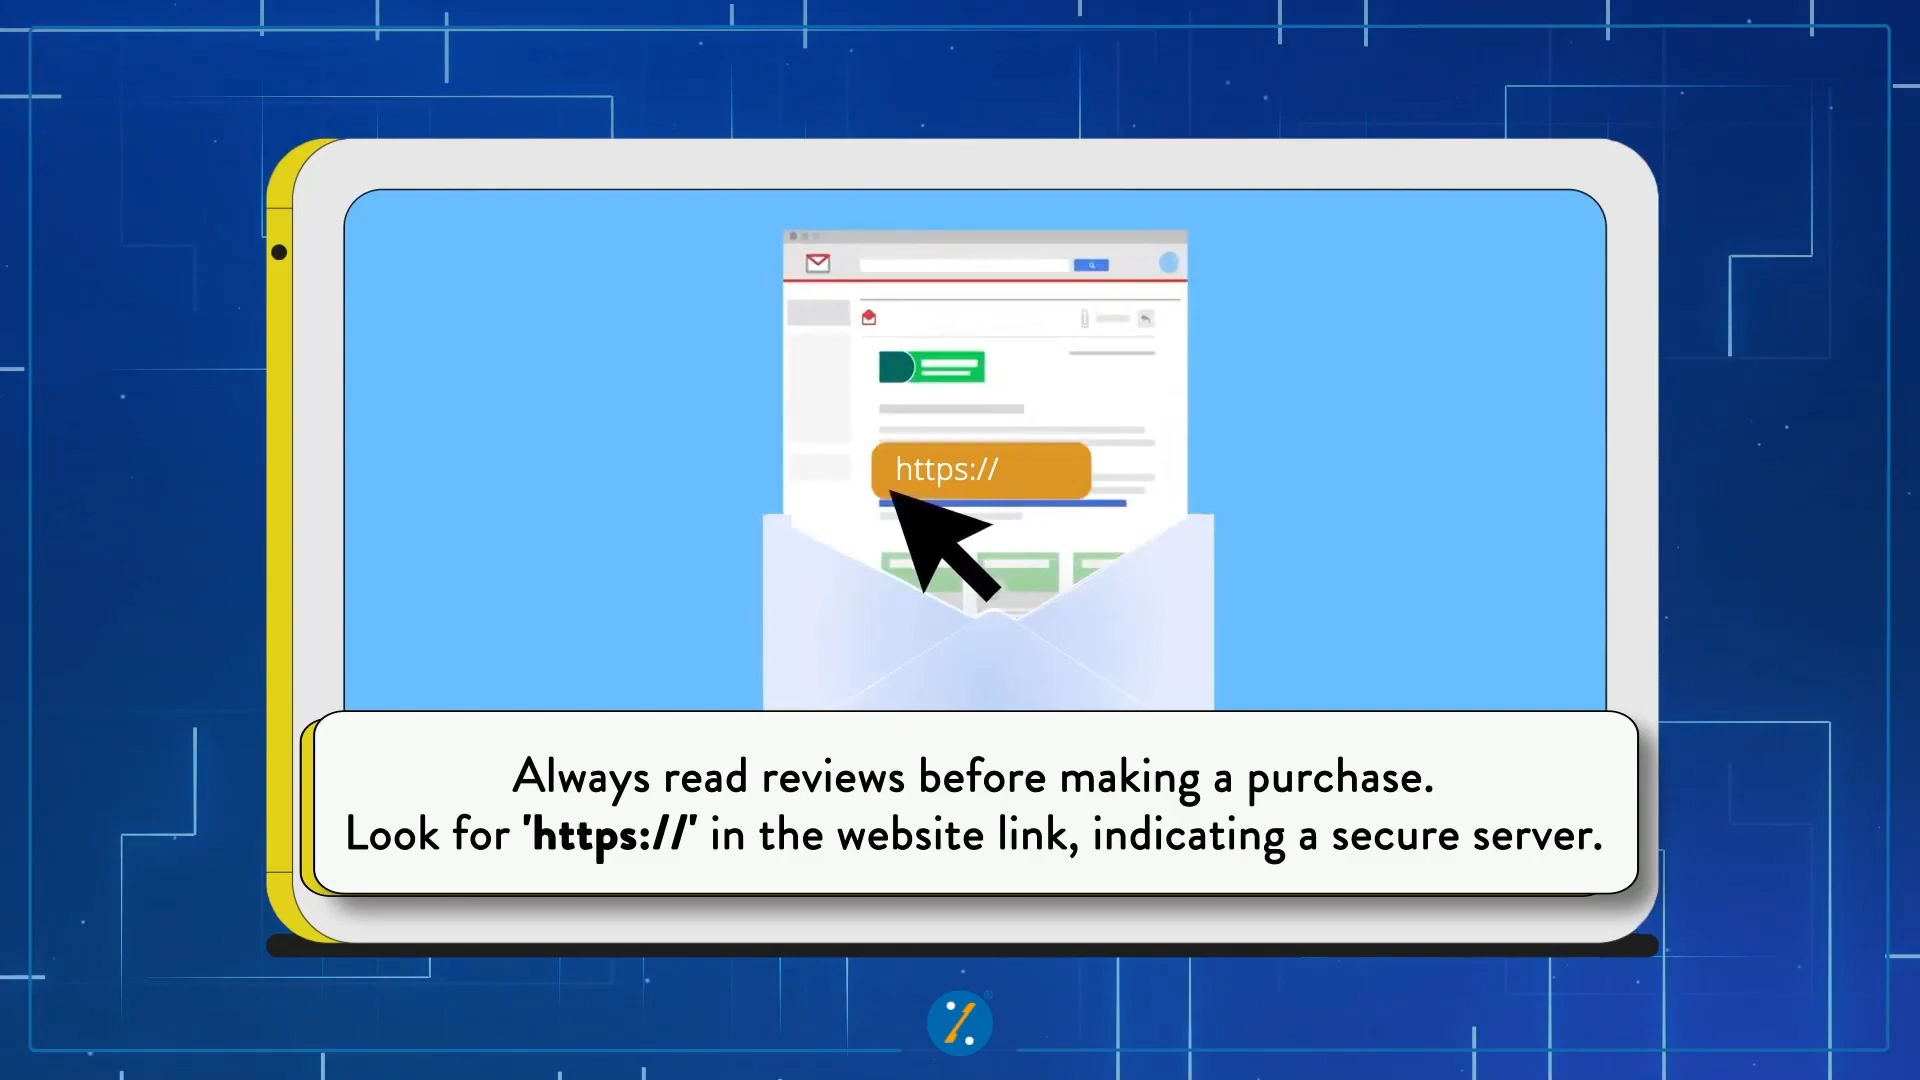 https://
Always read reviews before making a purchase.
Look for 'https://' in the website link, indicating a secure server.